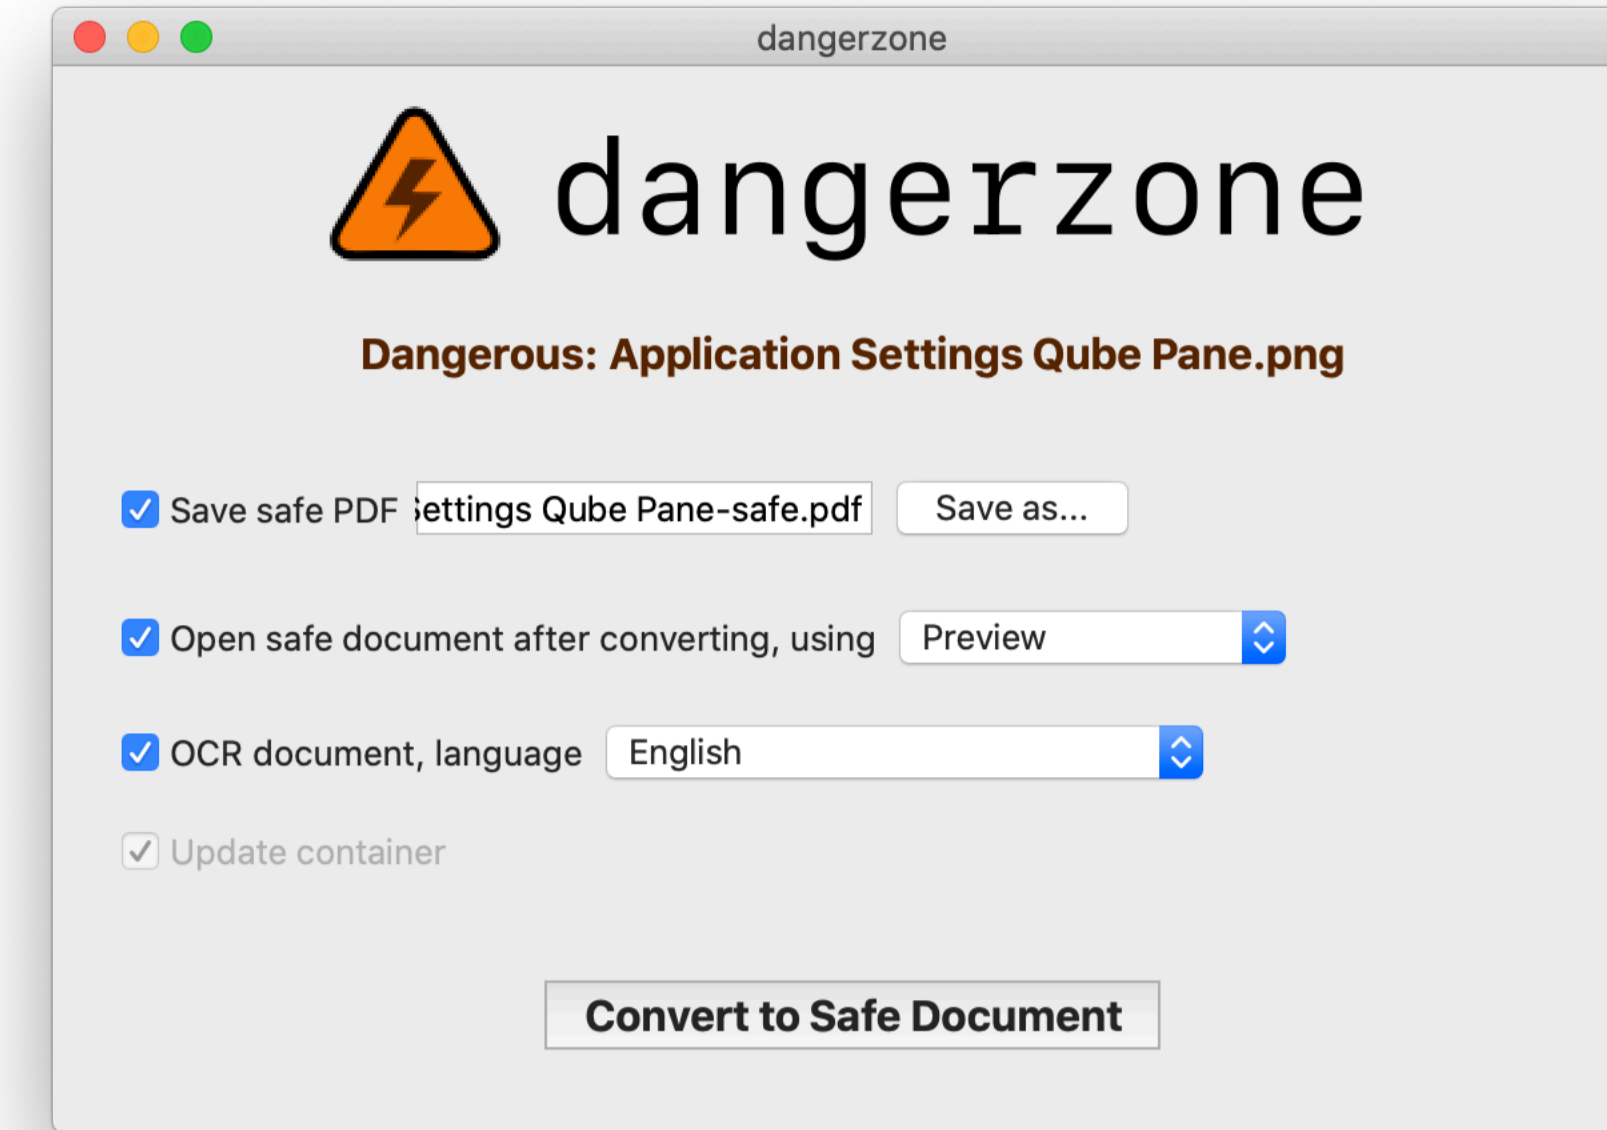 dangerzone
dangerzone
Dangerous: Application Settings Qube Pane.png
Save safe PDF ettings Qube Pane-safe.pdf Save as...
Open safe document after converting, using Preview
OCR document, language English
Update container
Convert to Safe Document